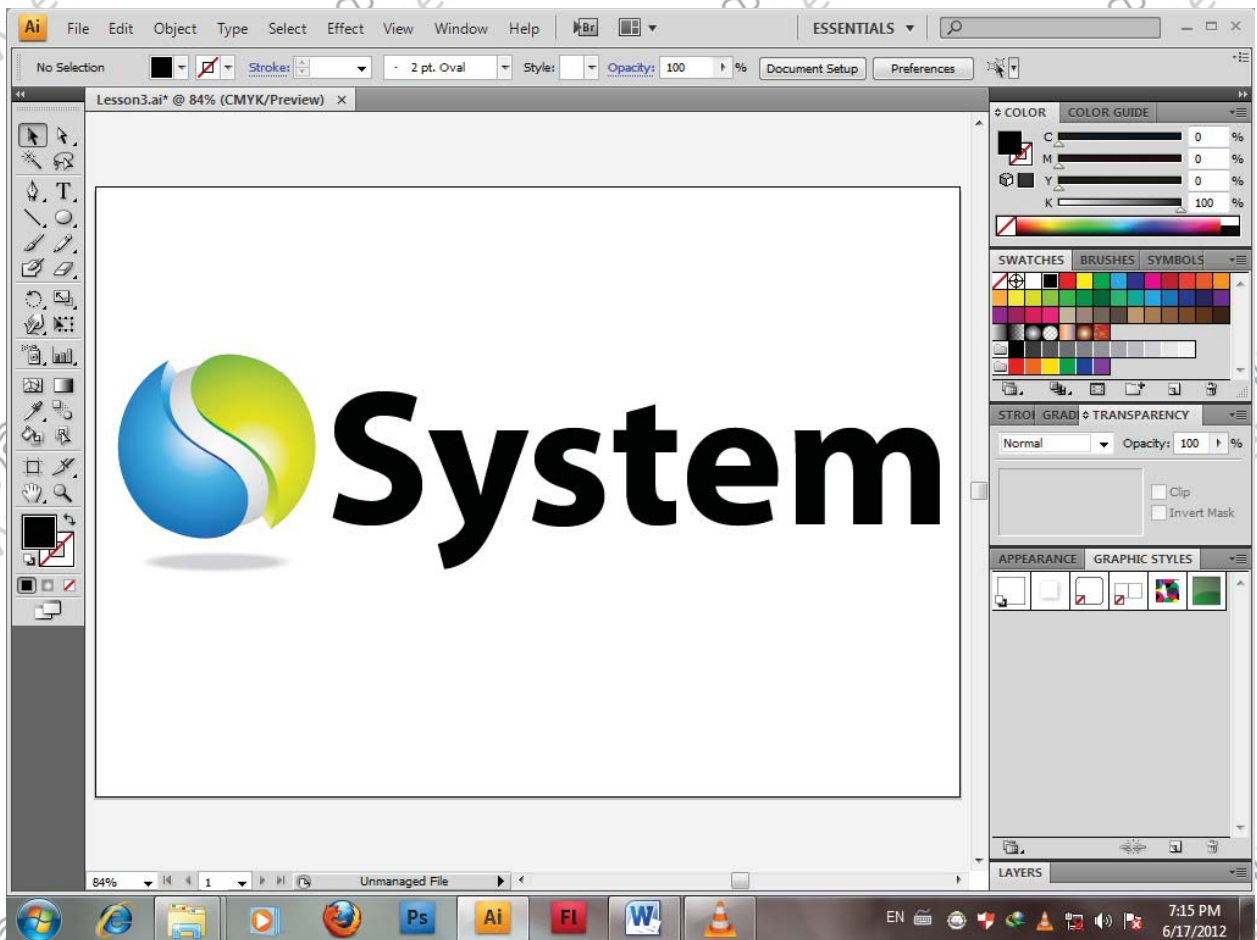 Ai File Edit Object Type Select Effect View Window Help Br ESSENTIALS
No Selection Stroke: 2 pt. Oval Style: Opacity: 100 % Document Setup Preferences
Lesson3.ai* @ 84% (CMYK/Preview) ×
COLOR COLOR GUIDE
C 0 %
M 0 %
Y 0 %
K 100 %
SWATCHES BRUSHES SYMBOLS
STROK GRADI TRANSPARENCY
Normal Opacity: 100 %
Clip
Invert Mask
APPEARANCE GRAPHIC STYLES
System
LAYERS
84% 1 Unmanaged File
Ps Ai Fl W EN 7:15 PM
6/17/2012